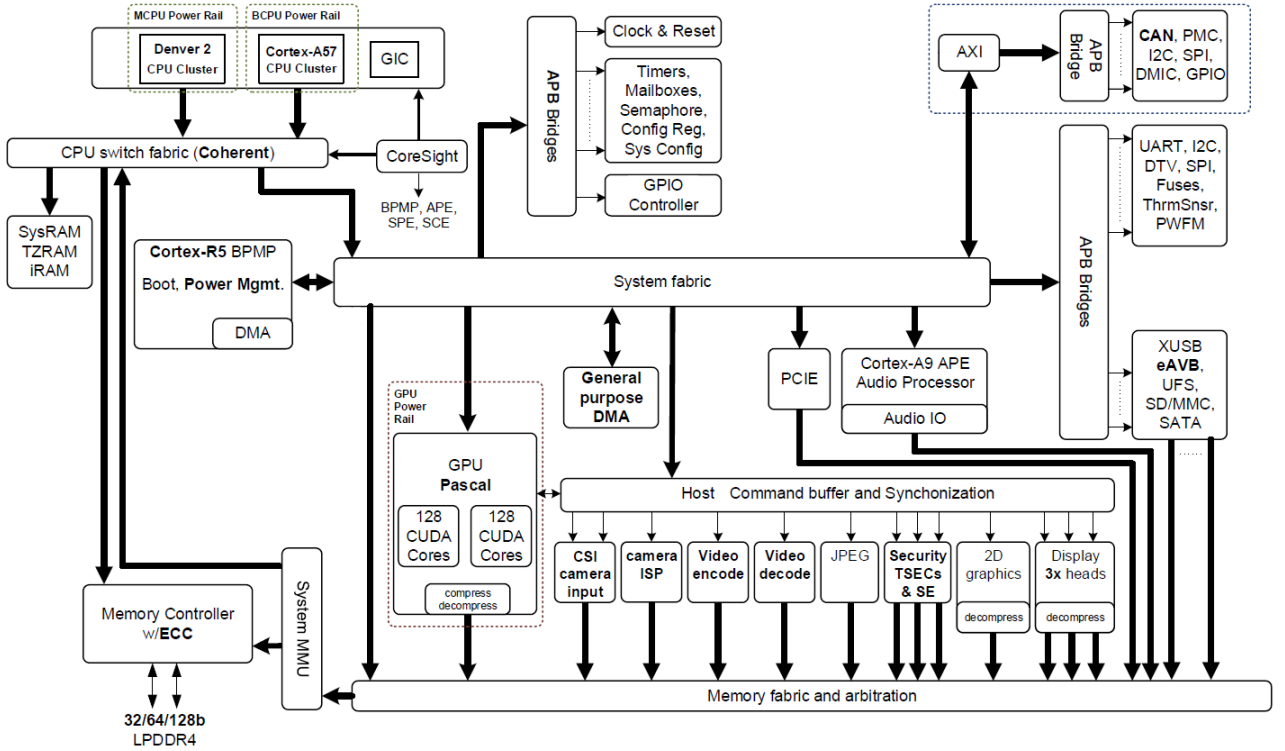 MCPU Power Rail
BCPU Power Rail
Denver 2
CPU Cluster
Cortex-A57
CPU Cluster
GIC
CPU switch fabric (Coherent)
CoreSight
BPMP, APE,
SPE, SCE
SysRAM
TZRAM
iRAM
Cortex-R5 BPMP
Boot, Power Mgmt.
DMA
APB Bridges
Clock & Reset
Timers,
Mailboxes,
Semaphore,
Config Reg,
Sys Config
GPIO
Controller
AXI
APB
Bridge
CAN, PMC,
I2C, SPI,
DMIC, GPIO
APB Bridges
UART, I2C,
DTV, SPI,
Fuses,
ThrmSnsr,
PWFM
XUSB
eAVB,
UFS,
SD/MMC,
SATA
System fabric
General
purpose
DMA
PCIE
Cortex-A9 APE
Audio Processor
Audio IO
GPU
Power
Rail
GPU
Pascal
128
CUDA
Cores
128
CUDA
Cores
compress
decompress
Host Command buffer and Synchonization
CSI
camera
input
camera
ISP
Video
encode
Video
decode
JPEG
Security
TSECs
& SE
2D
graphics
decompress
Display
3x heads
decompress
System MMU
Memory Controller
w/ECC
32/64/128b
LPDDR4
Memory fabric and arbitration